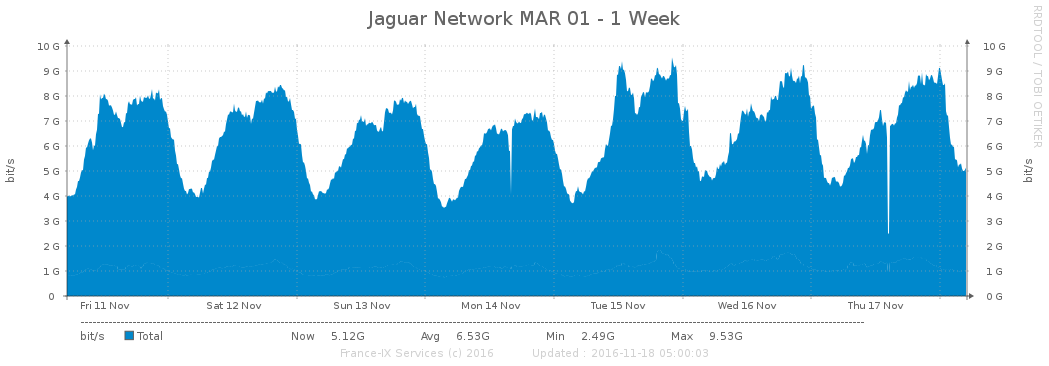 Jaguar Network MAR 01 - 1 Week
RRDTOOL / TOBI OETIKER
bit/s
bit/s
10 G 10 G
9 G 9 G
8 G 8 G
7 G 7 G
6 G 6 G
5 G 5 G
4 G 4 G
3 G 3 G
2 G 2 G
1 G 1 G
0 0 G
Fri 11 Nov Sat 12 Nov Sun 13 Nov Mon 14 Nov Tue 15 Nov Wed 16 Nov Thu 17 Nov
bit/s Total Now 5.12G Avg 6.53G Min 2.49G Max 9.53G
France-IX Services (c) 2016 Updated : 2016-11-18 05:00:03